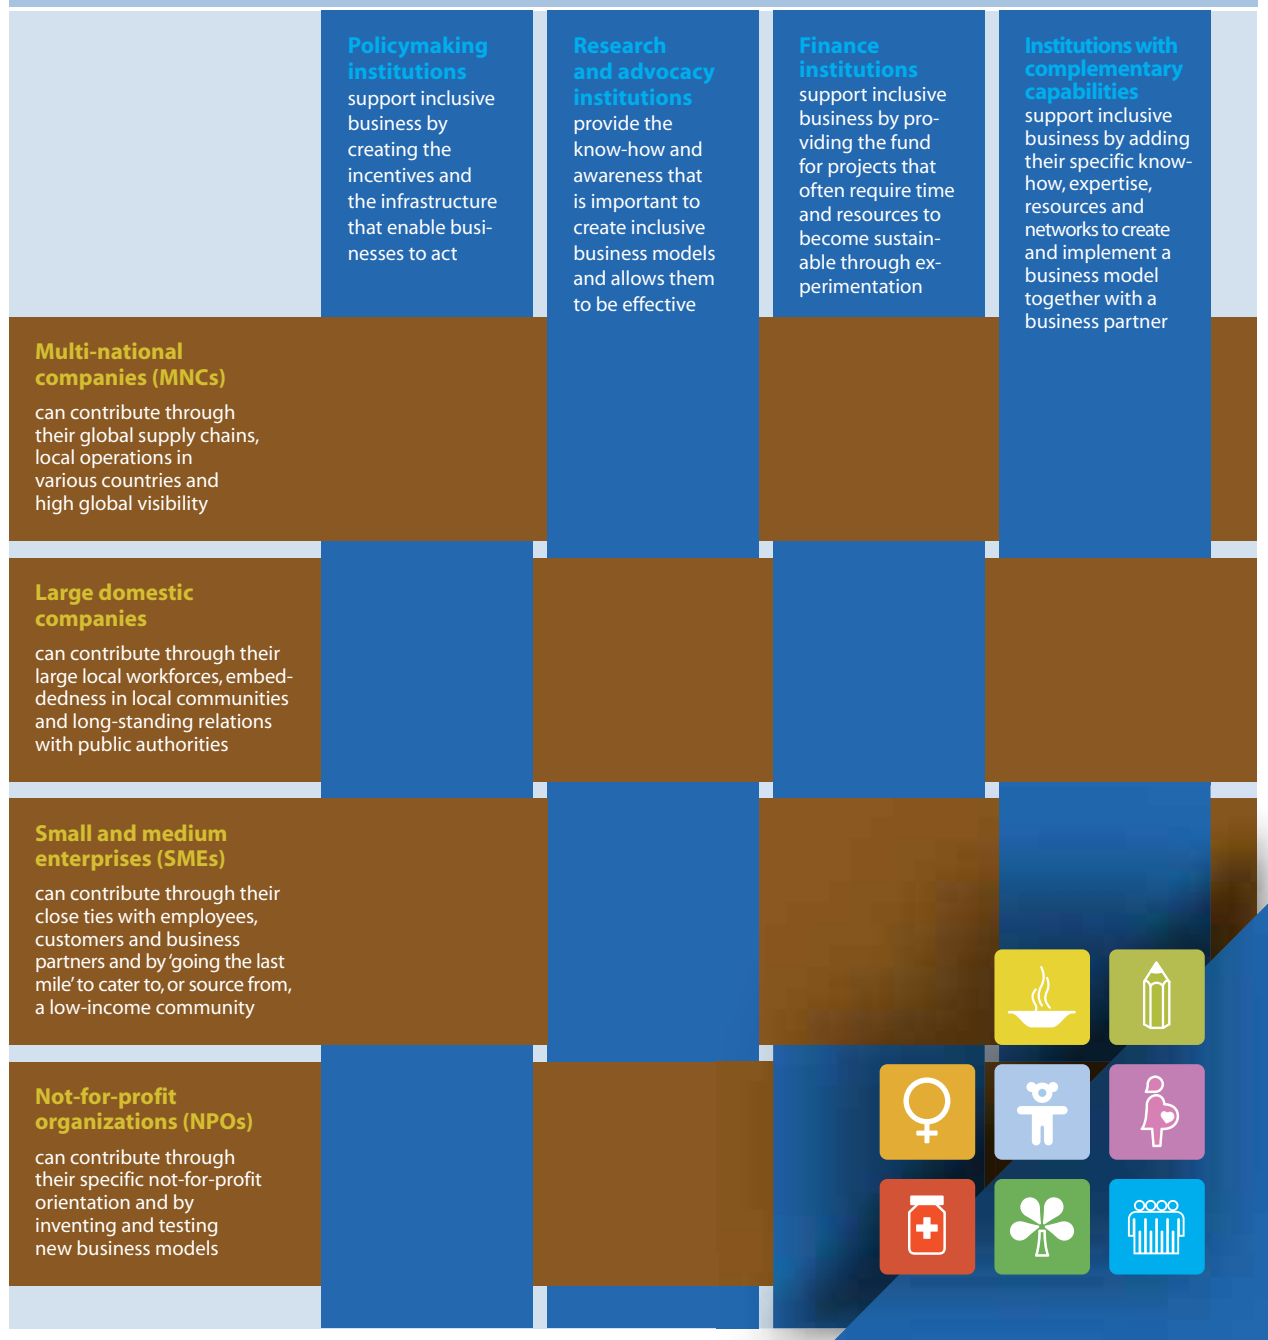 Policymaking
institutions
support inclusive
business by
creating the
incentives and
the infrastructure
that enable busi-
nesses to act
Research
and advocacy
institutions
provide the
know-how and
awareness that
is important to
create inclusive
business models
and allows them
to be effective
Finance
institutions
support inclusive
business by pro-
viding the fund
for projects that
often require time
and resources to
become sustain-
able through ex-
perimentation
Institutions with
complementary
capabilities
support inclusive
business by adding
their specific know-
how, expertise,
resources and
networks to create
and implement a
business model
together with a
business partner
Multi-national
companies (MNCs)
can contribute through
their global supply chains,
local operations in
various countries and
high global visibility
Large domestic
companies
can contribute through their
large local workforces, embed-
dedness in local communities
and long-standing relations
with public authorities
Small and medium
enterprises (SMEs)
can contribute through their
close ties with employees,
customers and business
partners and by ‘going the last
mile’ to cater to, or source from,
a low-income community
Not-for-profit
organizations (NPOs)
can contribute through
their specific not-for-profit
orientation and by
inventing and testing
new business models